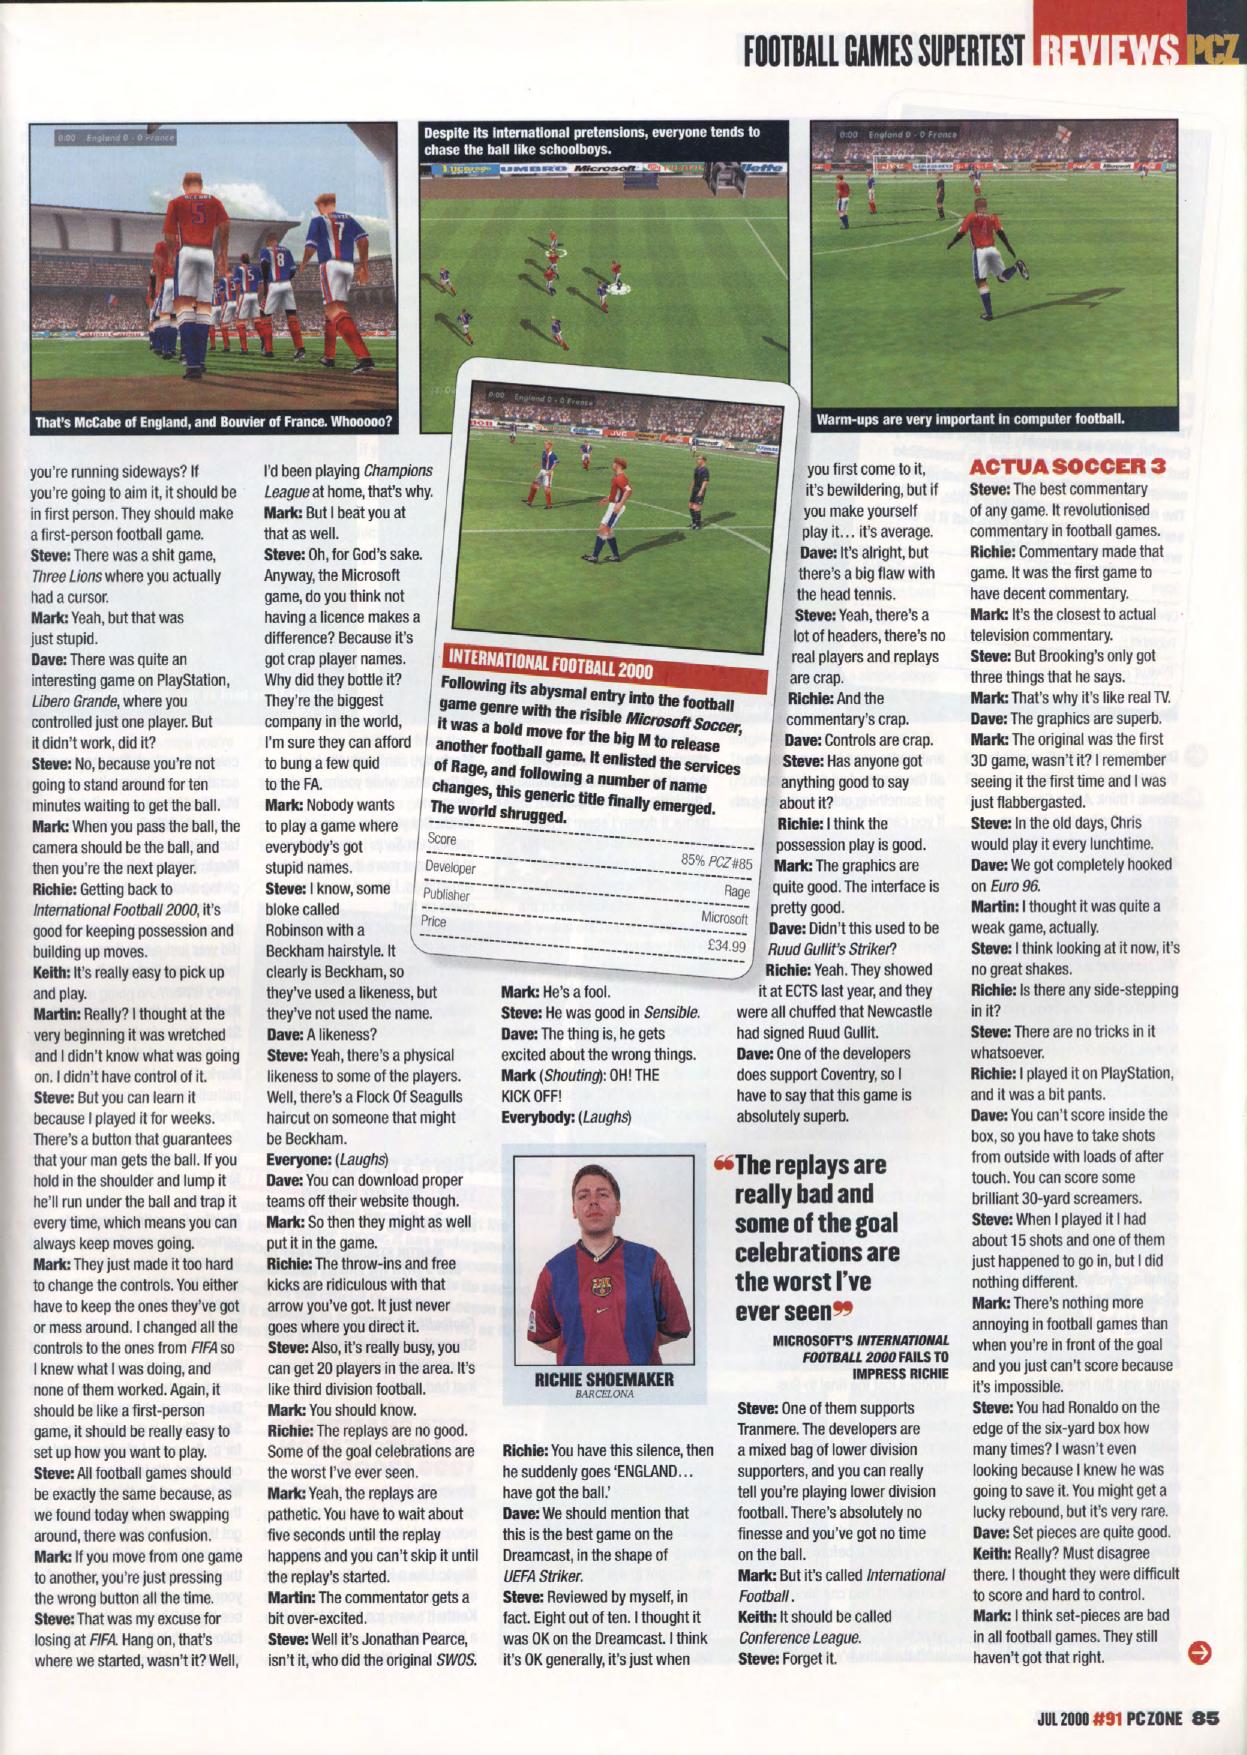 FOOTBALL GAMES SUPERTEST REVIEWS PCZ
0:00 England 0 - 0 France
That's McCabe of England, and Bouvier of France. Whooooo?
Despite its international pretensions, everyone tends to
chase the ball like schoolboys.
UMBRO Microsoft
0:00 England 0 - 0 France
Warm-ups are very important in computer football.
you're running sideways? If
you're going to aim it, it should be
in first person. They should make
a first-person football game.
Steve: There was a shit game,
Three Lions where you actually
had a cursor.
Mark: Yeah, but that was
just stupid.
Dave: There was quite an
interesting game on PlayStation,
Libero Grande, where you
controlled just one player. But
it didn't work, did it?
Steve: No, because you're not
going to stand around for ten
minutes waiting to get the ball.
Mark: When you pass the ball, the
camera should be the ball, and
then you're the next player.
Richie: Getting back to
International Football 2000, it's
good for keeping possession and
building up moves.
Keith: It's really easy to pick up
and play.
Martin: Really? I thought at the
very beginning it was wretched
and I didn't know what was going
on. I didn't have control of it.
Steve: But you can learn it
because I played it for weeks.
There's a button that guarantees
that your man gets the ball. If you
hold in the shoulder and lump it
he'll run under the ball and trap it
every time, which means you can
always keep moves going.
Mark: They just made it too hard
to change the controls. You either
have to keep the ones they've got
or mess around. I changed all the
controls to the ones from FIFA so
I knew what I was doing, and
none of them worked. Again, it
should be like a first-person
game, it should be really easy to
set up how you want to play.
Steve: All football games should
be exactly the same because, as
we found today when swapping
around, there was confusion.
Mark: If you move from one game
to another, you're just pressing
the wrong button all the time.
Steve: That was my excuse for
losing at FIFA. Hang on, that's
where we started, wasn't it? Well,
I'd been playing Champions
League at home, that's why.
Mark: But I beat you at
that as well.
Steve: Oh, for God's sake.
Anyway, the Microsoft
game, do you think not
having a licence makes a
difference? Because it's
got crap player names.
Why did they bottle it?
They're the biggest
company in the world,
I'm sure they can afford
to bung a few quid
to the FA.
Mark: Nobody wants
to play a game where
everybody's got
stupid names.
Steve: I know, some
bloke called
Robinson with a
Beckham hairstyle. It
clearly is Beckham, so
they've used a likeness, but
they've not used the name.
Dave: A likeness?
Steve: Yeah, there's a physical
likeness to some of the players.
Well, there's a Flock Of Seagulls
haircut on someone that might
be Beckham.
Everyone: (Laughs)
Dave: You can download proper
teams off their website though.
Mark: So then they might as well
put it in the game.
Richie: The throw-ins and free
kicks are ridiculous with that
arrow you've got. It just never
goes where you direct it.
Steve: Also, it's really busy, you
can get 20 players in the area. It's
like third division football.
Mark: You should know.
Richie: The replays are no good.
Some of the goal celebrations are
the worst I've ever seen.
Mark: Yeah, the replays are
pathetic. You have to wait about
five seconds until the replay
happens and you can't skip it until
the replay's started.
Martin: The commentator gets a
bit over-excited.
Steve: Well it's Jonathan Pearce,
isn't it, who did the original SWOS.
0:00 England 0 - 0 France
INTERNATIONAL FOOTBALL 2000
Following its abysmal entry into the football
game genre with the risible Microsoft Soccer,
it was a bold move for the big M to release
another football game. It enlisted the services
of Rage, and following a number of name
changes, this generic title finally emerged.
The world shrugged.
Score 85% PCZ #85
Developer Rage
Publisher Microsoft
Price £34.99
Mark: He's a fool.
Steve: He was good in Sensible.
Dave: The thing is, he gets
excited about the wrong things.
Mark (Shouting): OH! THE
KICK OFF!
Everybody: (Laughs)
RICHIE SHOEMAKER
BARCELONA
Richie: You have this silence, then
he suddenly goes 'ENGLAND...
have got the ball.'
Dave: We should mention that
this is the best game on the
Dreamcast, in the shape of
UEFA Striker.
Steve: Reviewed by myself, in
fact. Eight out of ten. I thought it
was OK on the Dreamcast. I think
it's OK generally, it's just when
you first come to it,
it's bewildering, but if
you make yourself
play it... it's average.
Dave: It's alright, but
there's a big flaw with
the head tennis.
Steve: Yeah, there's a
lot of headers, there's no
real players and replays
are crap.
Richie: And the
commentary's crap.
Dave: Controls are crap.
Steve: Has anyone got
anything good to say
about it?
Richie: I think the
possession play is good.
Mark: The graphics are
quite good. The interface is
pretty good.
Dave: Didn't this used to be
Ruud Gullit's Striker?
Richie: Yeah. They showed
it at ECTS last year, and they
were all chuffed that Newcastle
had signed Ruud Gullit.
Dave: One of the developers
does support Coventry, so I
have to say that this game is
absolutely superb.
“The replays are
really bad and
some of the goal
celebrations are
the worst I've
ever seen”
MICROSOFT'S INTERNATIONAL
FOOTBALL 2000 FAILS TO
IMPRESS RICHIE
Steve: One of them supports
Tranmere. The developers are
a mixed bag of lower division
supporters, and you can really
tell you're playing lower division
football. There's absolutely no
finesse and you've got no time
on the ball.
Mark: But it's called International
Football.
Keith: It should be called
Conference League.
Steve: Forget it.
ACTUA SOCCER 3
Steve: The best commentary
of any game. It revolutionised
commentary in football games.
Richie: Commentary made that
game. It was the first game to
have decent commentary.
Mark: It's the closest to actual
television commentary.
Steve: But Brooking's only got
three things that he says.
Mark: That's why it's like real TV.
Dave: The graphics are superb.
Mark: The original was the first
3D game, wasn't it? I remember
seeing it the first time and I was
just flabbergasted.
Steve: In the old days, Chris
would play it every lunchtime.
Dave: We got completely hooked
on Euro 96.
Martin: I thought it was quite a
weak game, actually.
Steve: I think looking at it now, it's
no great shakes.
Richie: Is there any side-stepping
in it?
Steve: There are no tricks in it
whatsoever.
Richie: I played it on PlayStation,
and it was a bit pants.
Dave: You can't score inside the
box, so you have to take shots
from outside with loads of after
touch. You can score some
brilliant 30-yard screamers.
Steve: When I played it I had
about 15 shots and one of them
just happened to go in, but I did
nothing different.
Mark: There's nothing more
annoying in football games than
when you're in front of the goal
and you just can't score because
it's impossible.
Steve: You had Ronaldo on the
edge of the six-yard box how
many times? I wasn't even
looking because I knew he was
going to save it. You might get a
lucky rebound, but it's very rare.
Dave: Set pieces are quite good.
Keith: Really? Must disagree
there. I thought they were difficult
to score and hard to control.
Mark: I think set-pieces are bad
in all football games. They still
haven't got that right.
JUL 2000 #91 PC ZONE 85